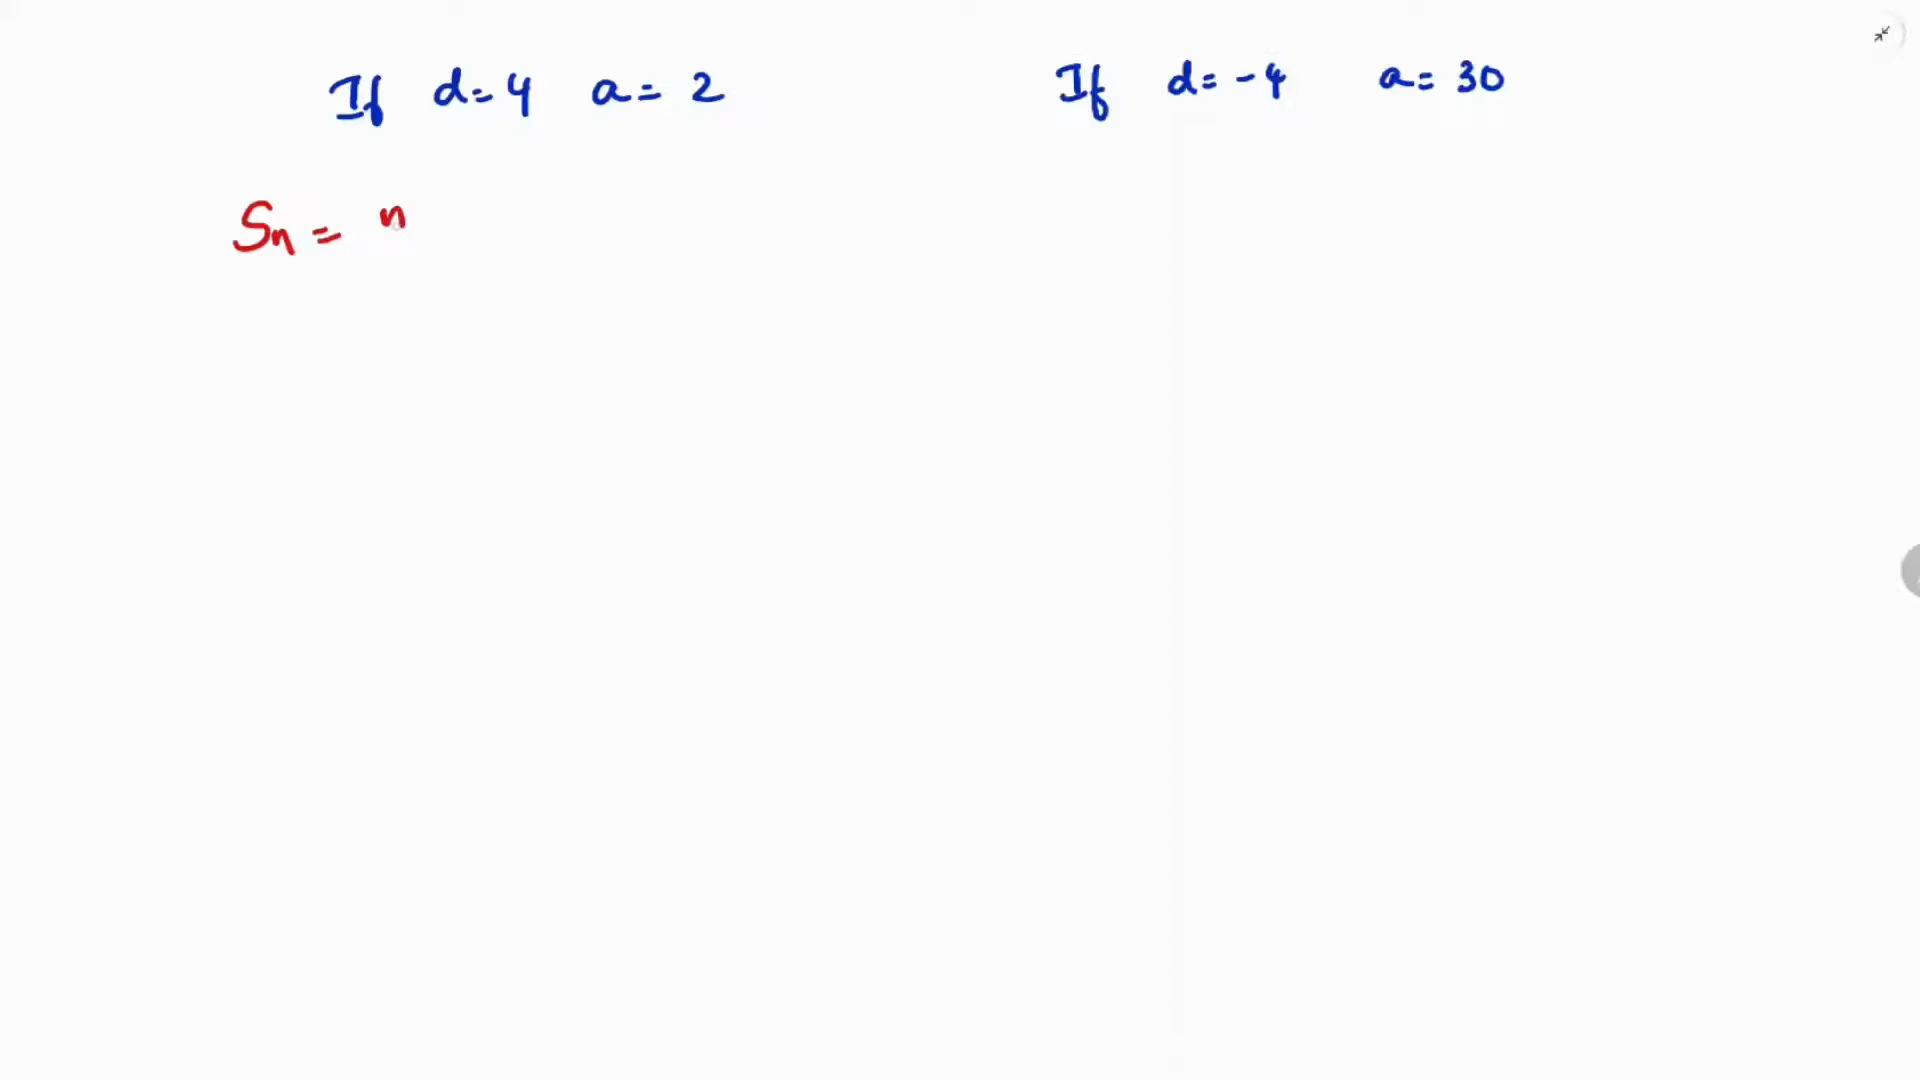 If d=4 a=2
If d=-4 a=30
Sn = n